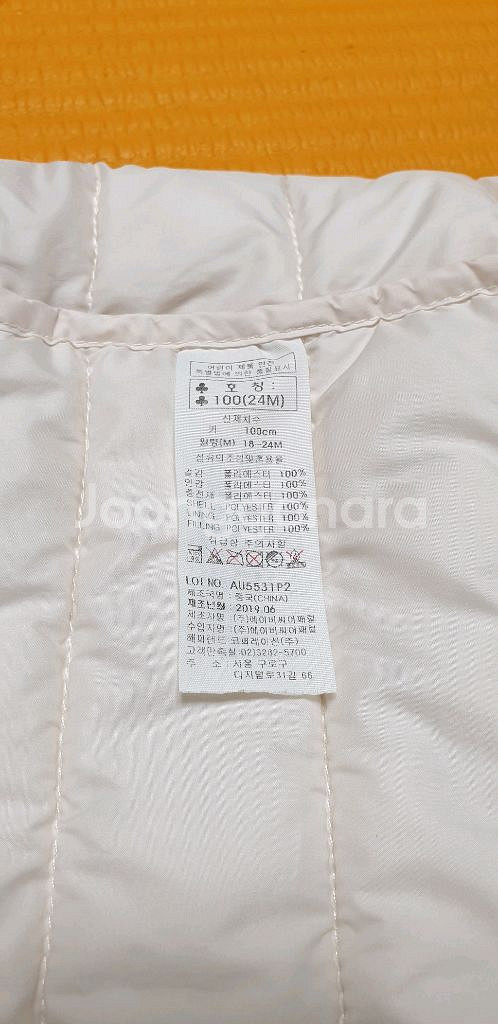 어린이 제품 안전
특별법에 의한 품질표시
♣ 호 칭 :
♣ 100(24M)
신체치수
키 100cm
월령(M) 18-24M
섬유의조성및혼용율
겉감 폴리에스터 100%
안감 폴리에스터 100%
충전재 폴리에스터 100%
SHELL POLYESTER 100%
LINING POLYESTER 100%
FILLING POLYESTER 100%
취급상 주의사항
LOT NO. AU5531P2
제조국명 : 중국(CHINA)
제조년월 : 2019.06
제조자명 : (주)에이비씨어패럴
수입자명 : (주)에이비씨어패럴
해피랜드 코퍼레이션(주)
고객만족실:02)3282-5700
주 소 : 서울 구로구
디지털로31길 66